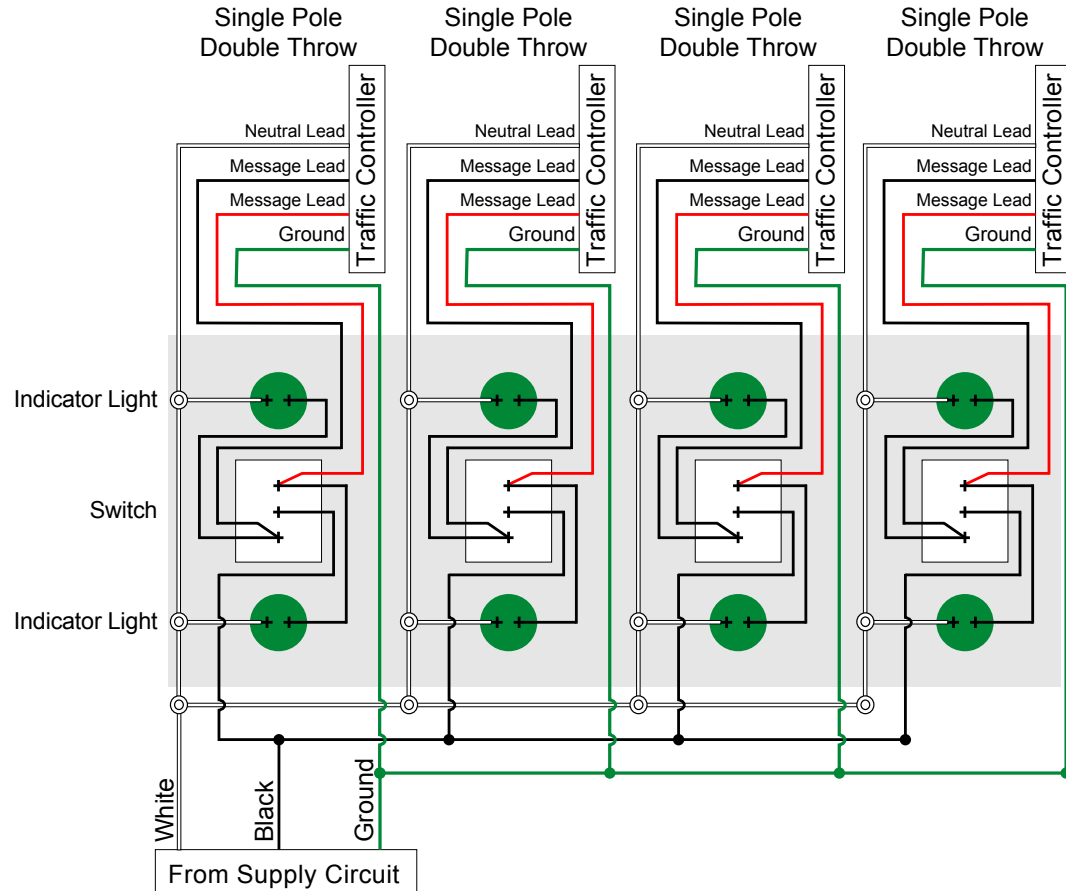 Single Pole
Double Throw
Single Pole
Double Throw
Single Pole
Double Throw
Single Pole
Double Throw
Neutral Lead
Message Lead
Message Lead
Ground
Traffic Controller
Neutral Lead
Message Lead
Message Lead
Ground
Traffic Controller
Neutral Lead
Message Lead
Message Lead
Ground
Traffic Controller
Neutral Lead
Message Lead
Message Lead
Ground
Traffic Controller
Indicator Light
Switch
Indicator Light
White
Black
Ground
From Supply Circuit